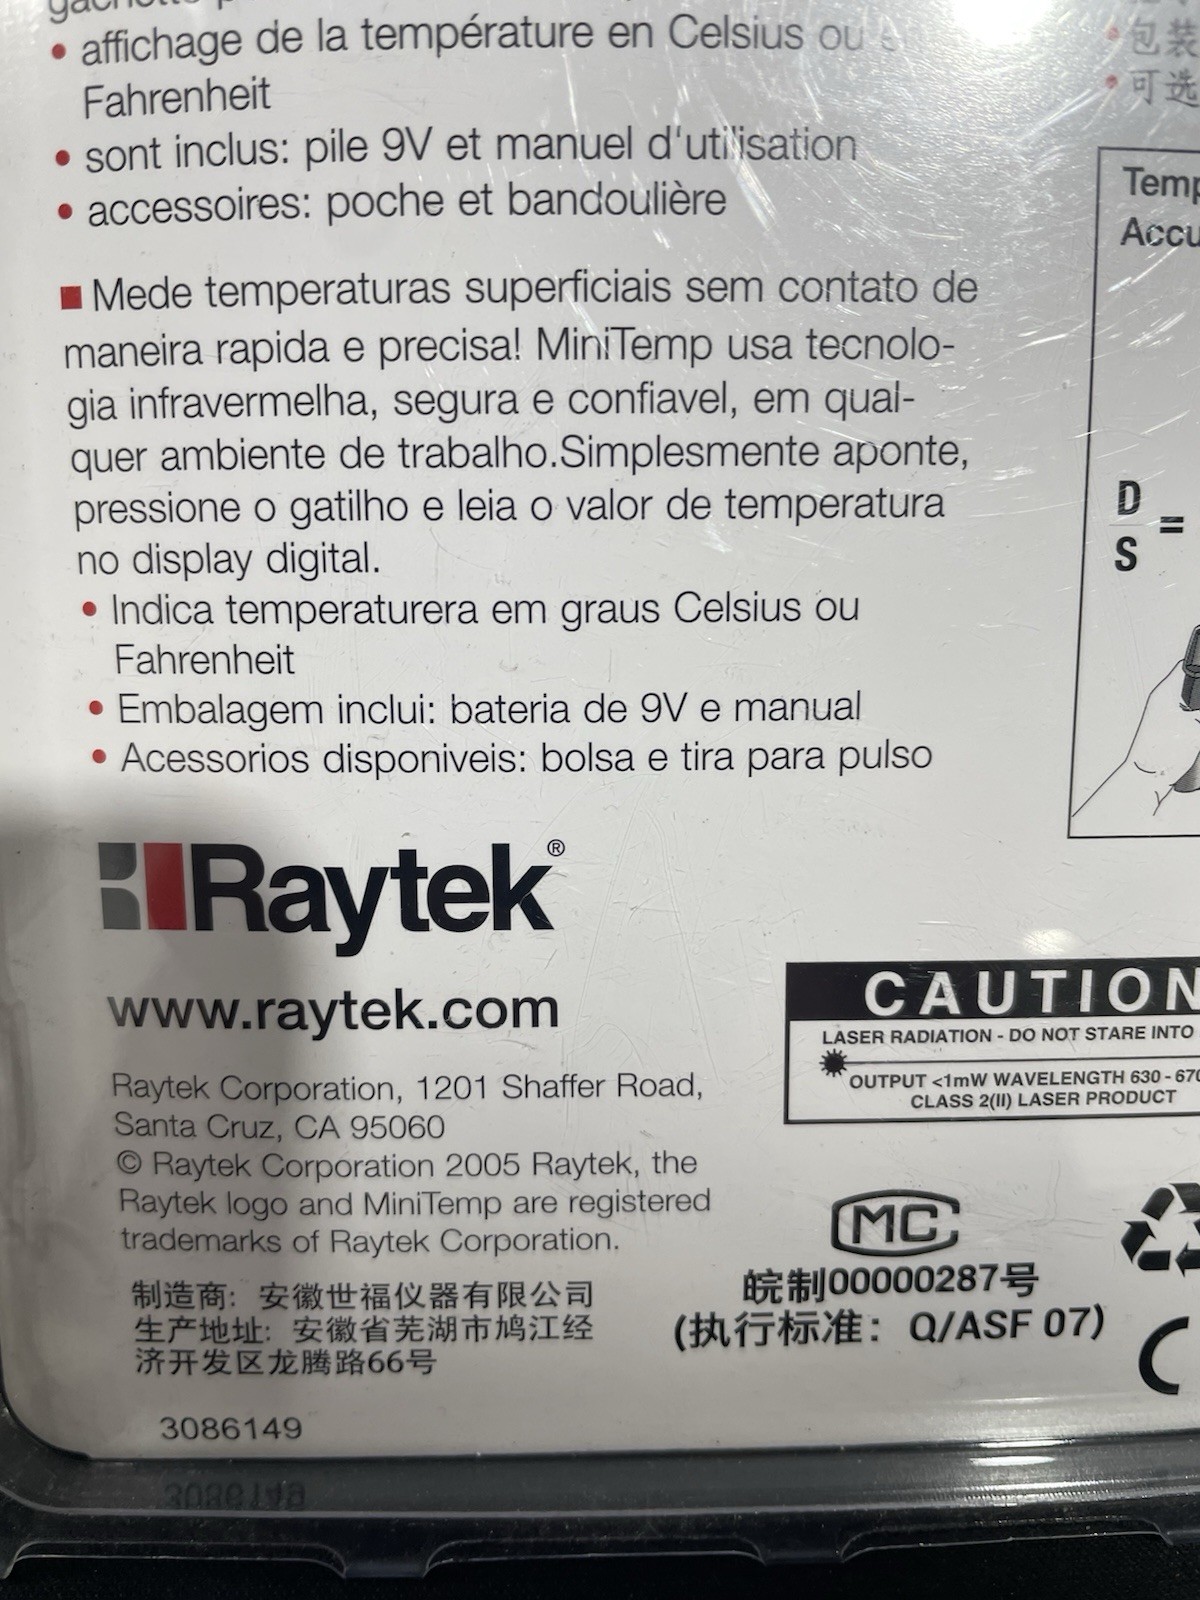 • affichage de la température en Celsius ou en
Fahrenheit
• sont inclus: pile 9V et manuel d'utilisation
• accessoires: poche et bandoulière
■ Mede temperaturas superficiais sem contato de
maneira rapida e precisa! MiniTemp usa tecnolo-
gia infravermelha, segura e confiavel, em qual-
quer ambiente de trabalho.Simplesmente aponte,
pressione o gatilho e leia o valor de temperatura
no display digital.
• Indica temperaturera em graus Celsius ou
Fahrenheit
• Embalagem inclui: bateria de 9V e manual
• Acessorios disponiveis: bolsa e tira para pulso
Raytek®
www.raytek.com
Raytek Corporation, 1201 Shaffer Road,
Santa Cruz, CA 95060
© Raytek Corporation 2005 Raytek, the
Raytek logo and MiniTemp are registered
trademarks of Raytek Corporation.
制造商: 安徽世福仪器有限公司
生产地址: 安徽省芜湖市鸠江经
济开发区龙腾路66号
3086149
• 包装
• 可选
Temp
Accu
D
S =
CAUTION
LASER RADIATION - DO NOT STARE INTO
OUTPUT <1mW WAVELENGTH 630 - 670
CLASS 2(II) LASER PRODUCT
MC
皖制00000287号
(执行标准: Q/ASF 07)